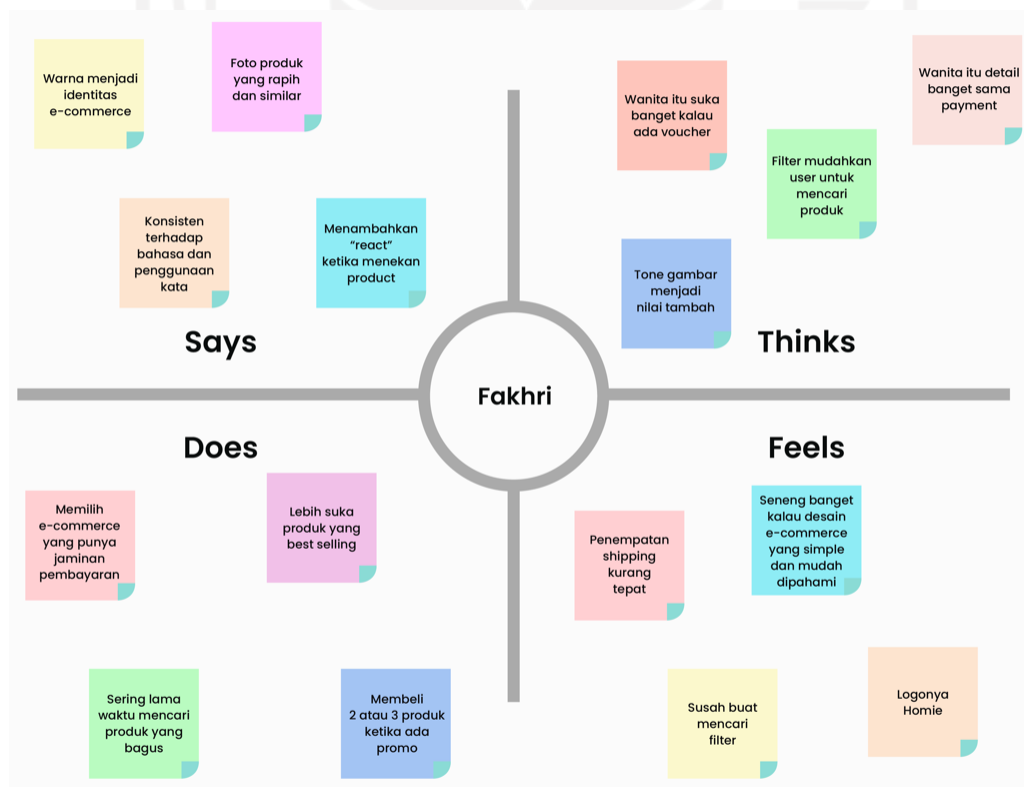 Warna menjadi
identitas
e-commerce
Foto produk
yang rapih
dan similar
Konsisten
terhadap
bahasa dan
penggunaan
kata
Menambahkan
“react“
ketika menekan
product
Says
Wanita itu suka
banget kalau
ada voucher
Wanita itu detail
banget sama
payment
Filter mudahkan
user untuk
mencari
produk
Tone gambar
menjadi
nilai tambah
Thinks
Fakhri
Does
Memilih
e-commerce
yang punya
jaminan
pembayaran
Lebih suka
produk yang
best selling
Sering lama
waktu mencari
produk yang
bagus
Membeli
2 atau 3 produk
ketika ada
promo
Feels
Penempatan
shipping
kurang
tepat
Seneng banget
kalau desain
e-commerce
yang simple
dan mudah
dipahami
Susah buat
mencari
filter
Logonya
Homie